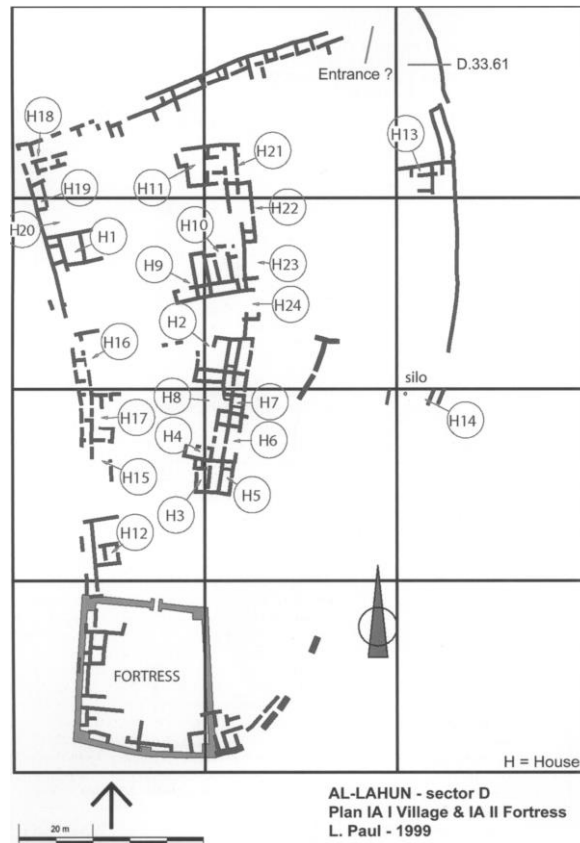 Entrance ?
D.33.61
H18
H13
H21
H11
H19
H22
H20
H1
H10
H9
H23
H24
H2
H16
silo
H8
H7
H17
H14
H4
H6
H15
H3
H5
H12
FORTRESS
H = House
AL-LAHUN - sector D
Plan IA I Village & IA II Fortress
L. Paul - 1999
20 m